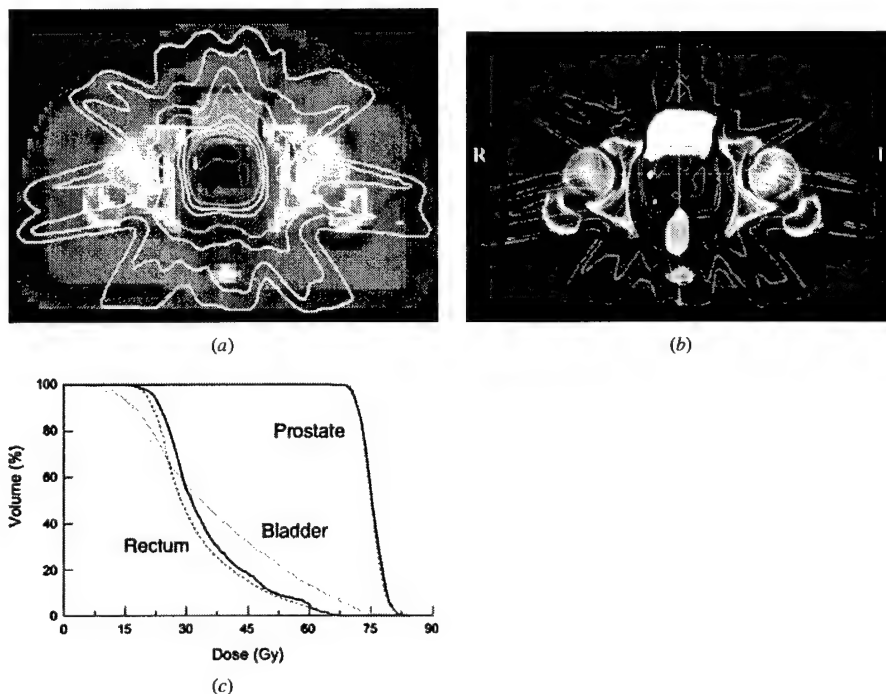 R
(a)
(b)
100
80
60
40
20
0
Volume (%)
Prostate
Bladder
Rectum
0 15 30 45 60 75 90
Dose (Gy)
(c)